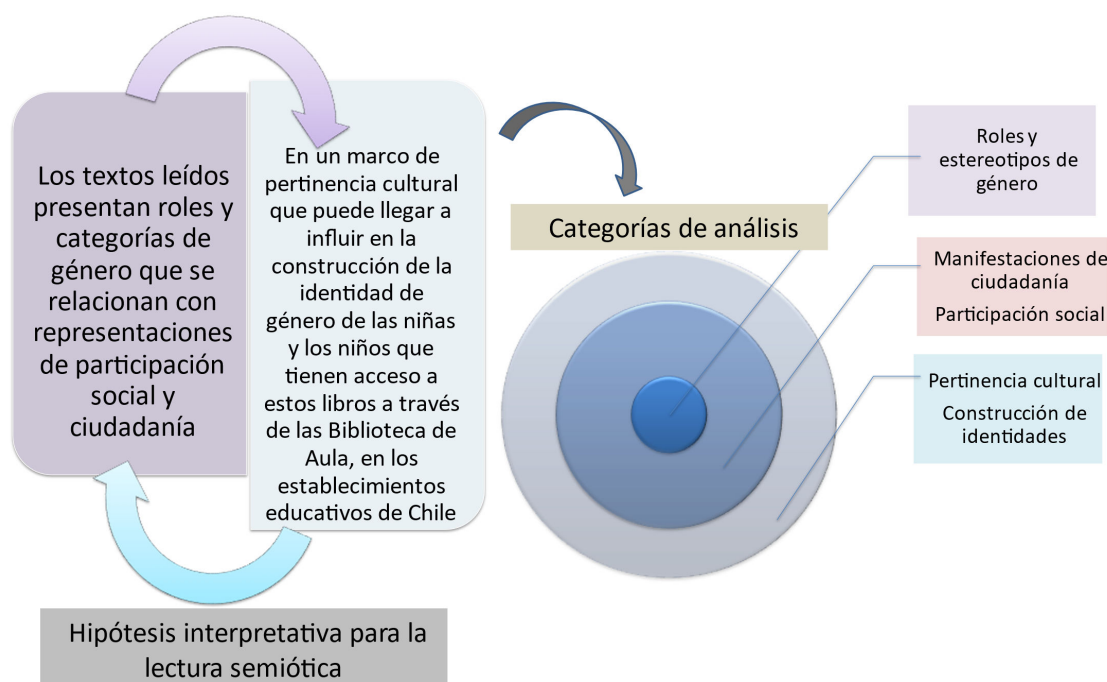 Los textos leídos
presentan roles y
categorías de
género que se
relacionan con
representaciones
de participación
social y
ciudadanía
En un marco de
pertinencia cultural
que puede llegar a
influir en la
construcción de la
identidad de
género de las niñas
y los niños que
tienen acceso a
estos libros a través
de las Biblioteca de
Aula, en los
establecimientos
educativos de Chile
Hipótesis interpretativa para la
lectura semiótica
Categorías de análisis
Roles y
estereotipos de
género
Manifestaciones de
ciudadanía
Participación social
Pertinencia cultural
Construcción de
identidades